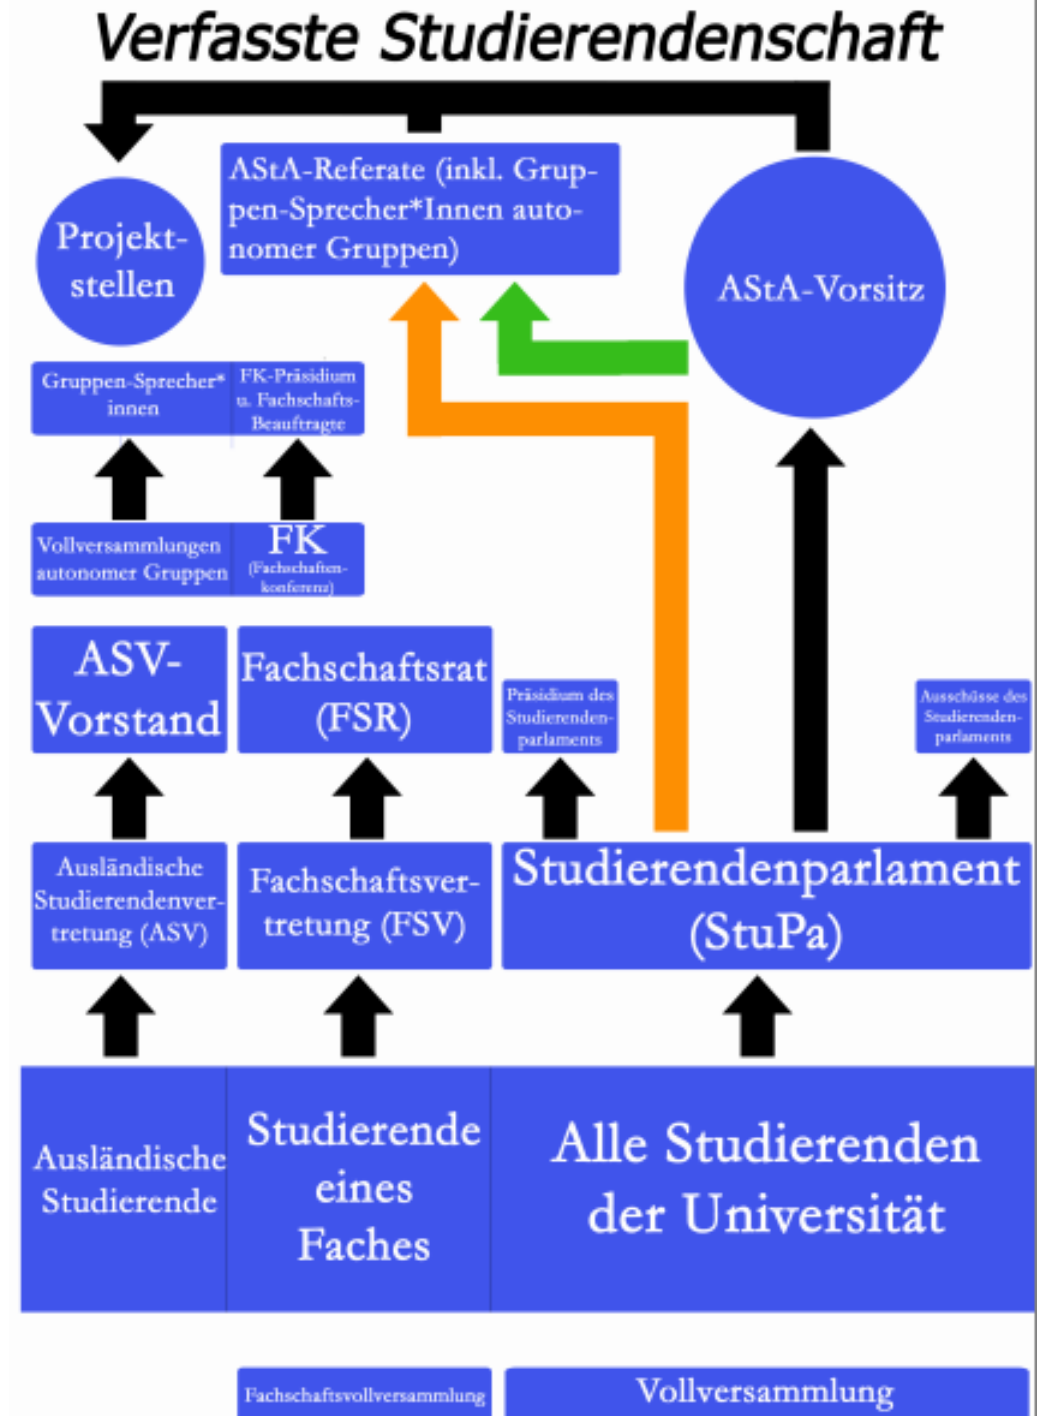 Verfasste Studierendenschaft
AStA-Referate (inkl. Grup-
pen-Sprecher*Innen auto-
nomer Gruppen)
Projekt-
stellen
AStA-Vorsitz
Gruppen-Sprecher*
innen
FK-Präsidium
u. Fachschafts-
Beauftragte
Vollversammlungen
autonomer Gruppen
FK
(Fachschaften-
konferenz)
ASV-
Vorstand
Fachschaftsrat
(FSR)
Präsidium des
Studierenden-
parlaments
Ausschüsse des
Studierenden-
parlaments
Ausländische
Studierendenver-
tretung (ASV)
Fachschaftsver-
tretung (FSV)
Studierendenparlament
(StuPa)
Ausländische
Studierende
Studierende
eines
Faches
Alle Studierenden
der Universität
Fachschaftsvollversammlung
Vollversammlung